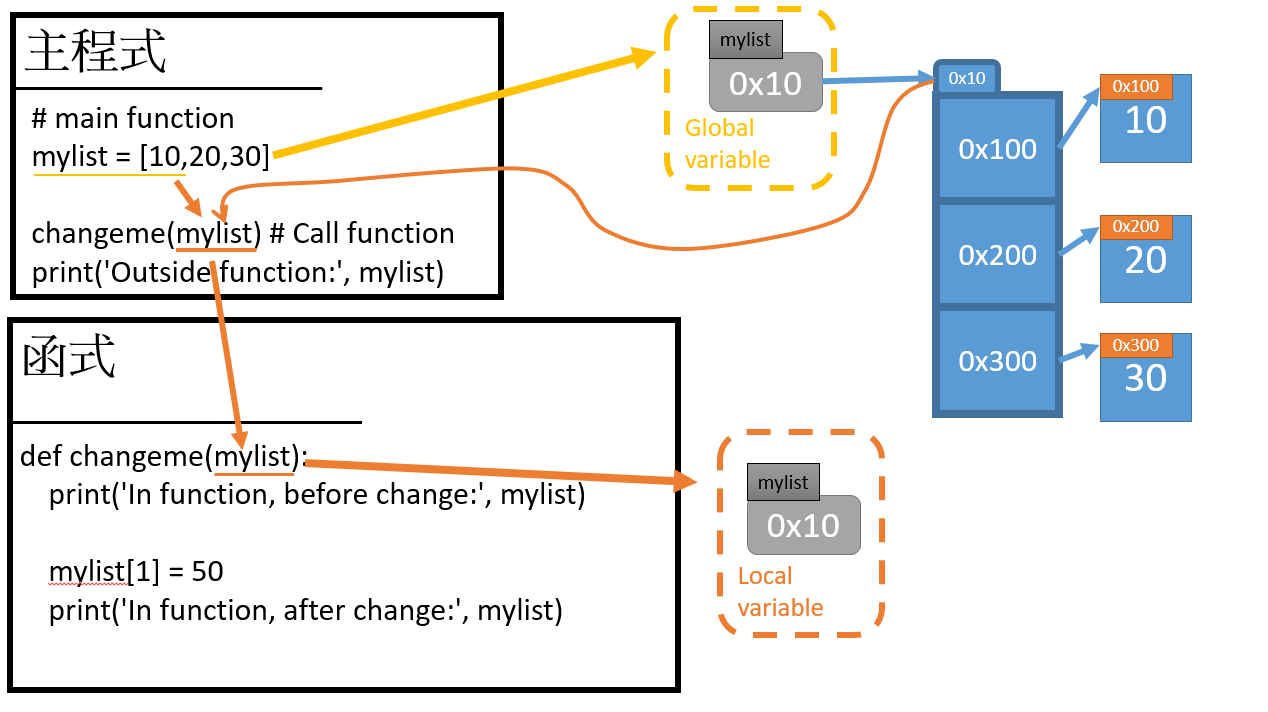 主程式
# main function
mylist = [10,20,30]
changeme(mylist) # Call function
print('Outside function:', mylist)
函式
def changeme(mylist):
print('In function, before change:', mylist)
mylist[1] = 50
print('In function, after change:', mylist)
mylist
0x10
Global
variable
0x10
0x100
0x200
0x300
0x100
10
0x200
20
0x300
30
mylist
0x10
Local
variable